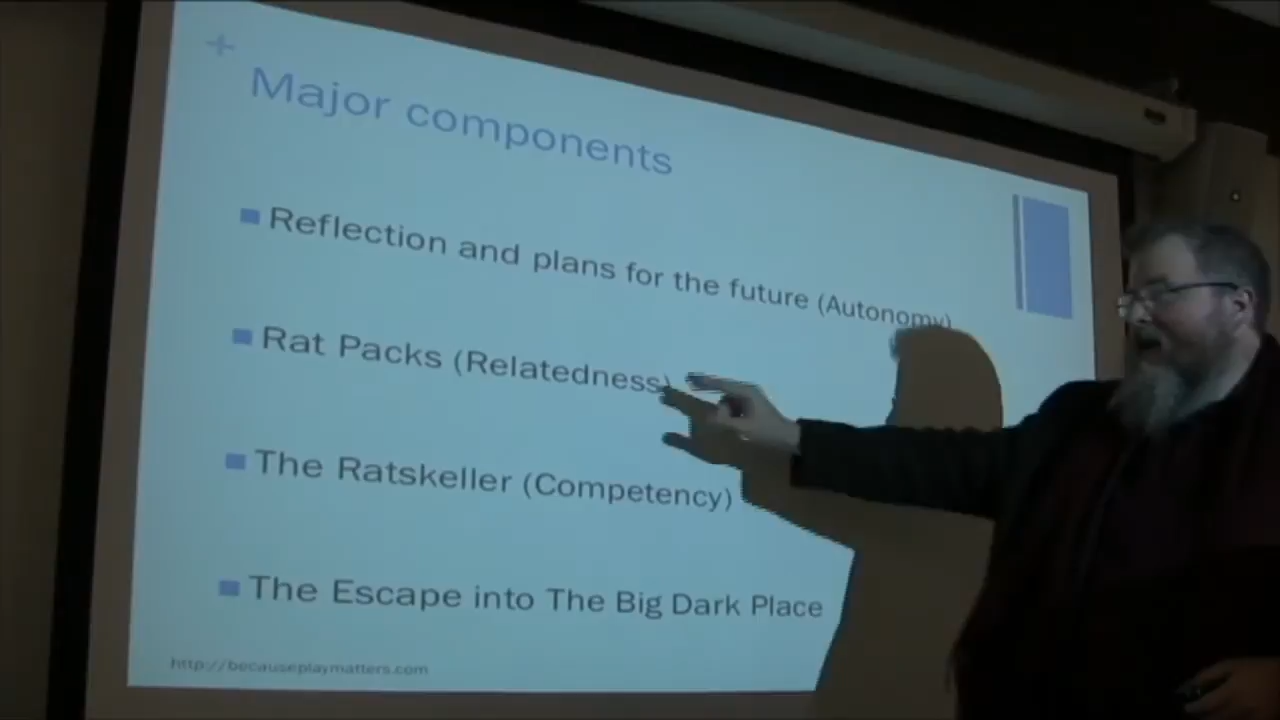 Major components
Reflection and plans for the future (Autonomy)
Rat Packs (Relatedness)
The Ratskeller (Competency)
The Escape into The Big Dark Place
http://becauseplaymatters.com